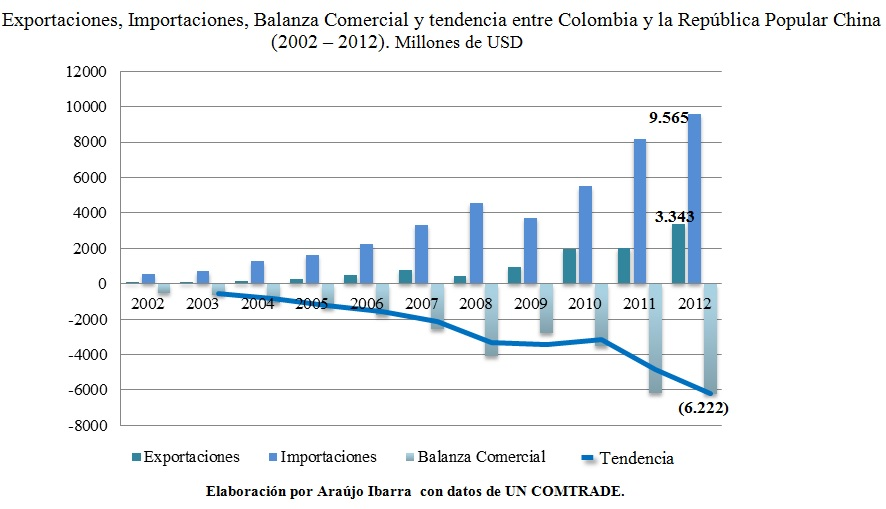 Exportaciones, Importaciones, Balanza Comercial y tendencia entre Colombia y la República Popular China
(2002 – 2012). Millones de USD
12000
10000
8000
6000
4000
2000
0
-2000
-4000
-6000
-8000
9.565
3.343
2002 2003 2004 2005 2006 2007 2008 2009 2010 2011 2012
(6.222)
Exportaciones Importaciones Balanza Comercial Tendencia
Elaboración por Araújo Ibarra con datos de UN COMTRADE.